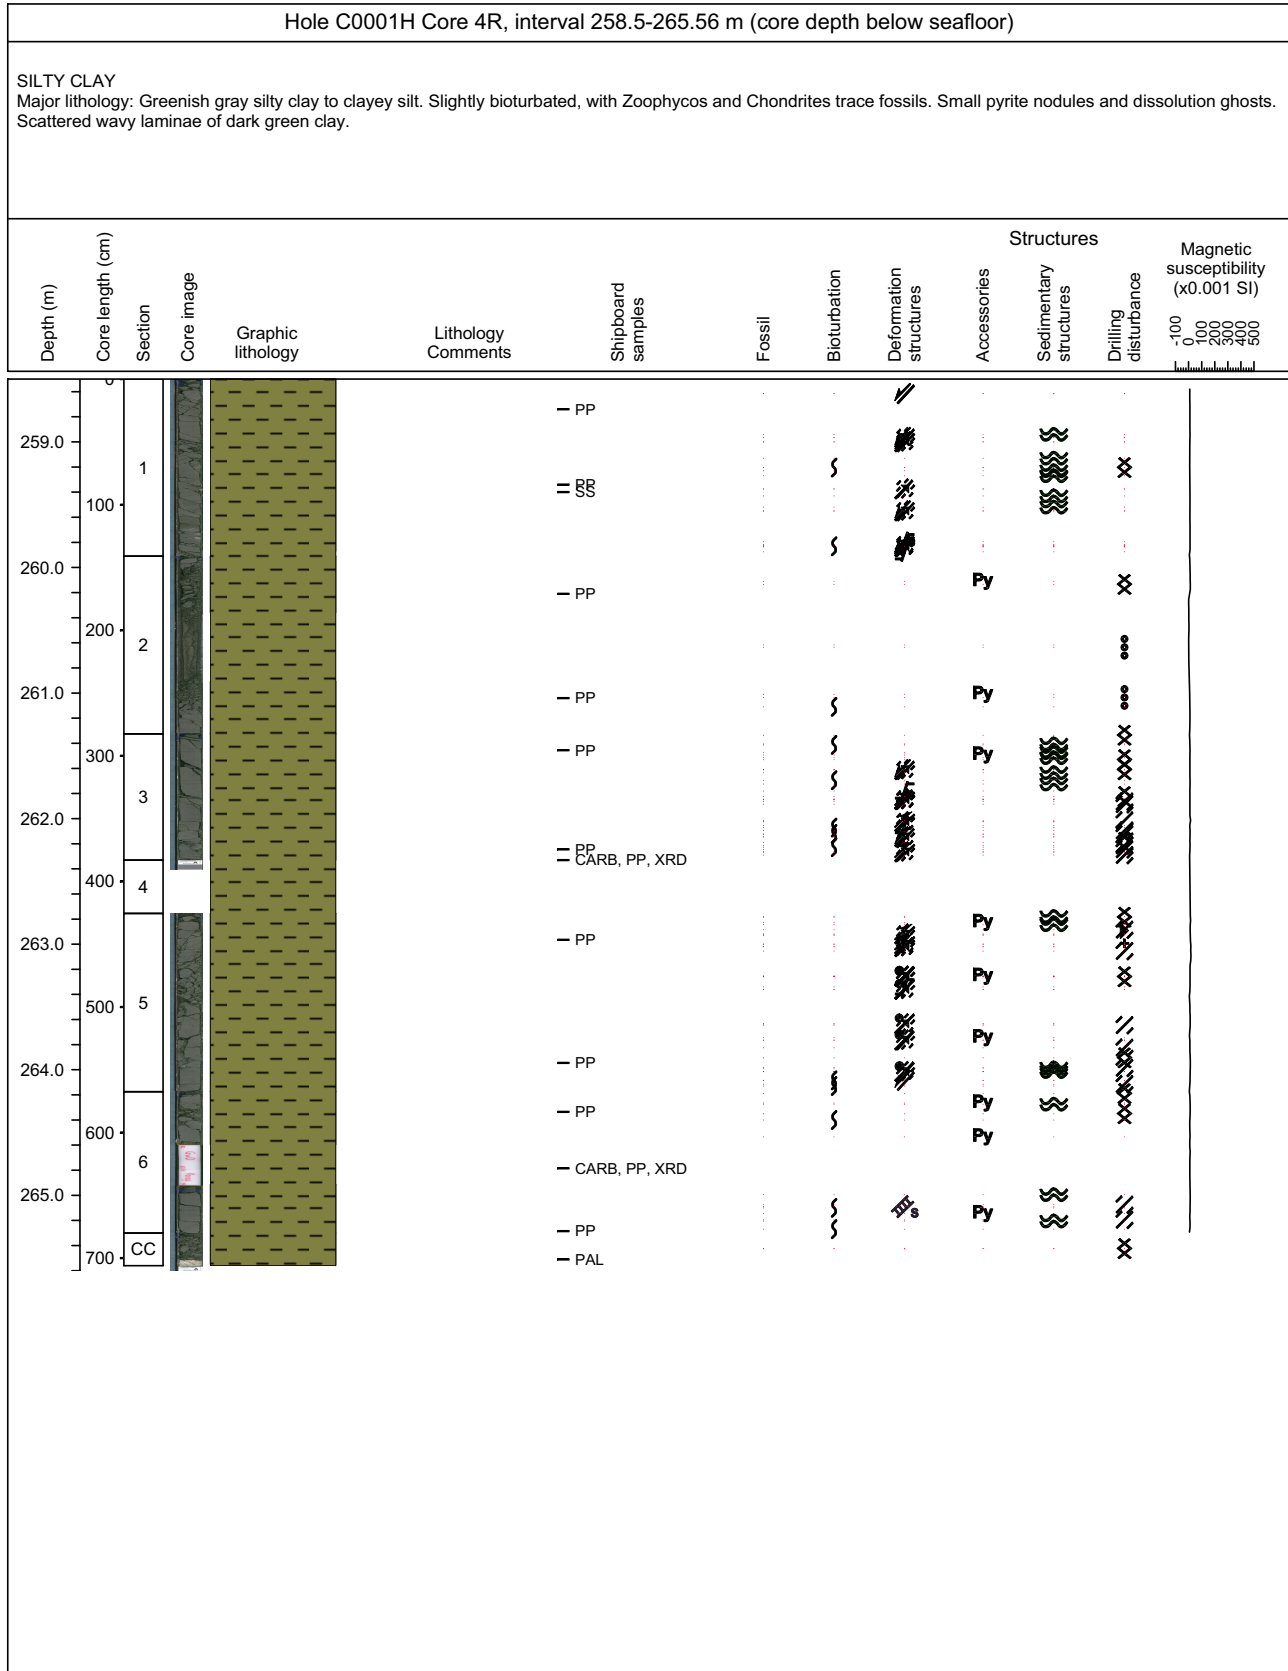 Hole C0001H Core 4R, interval 258.5-265.56 m (core depth below seafloor)
SILTY CLAY
Major lithology: Greenish gray silty clay to clayey silt. Slightly bioturbated, with Zoophycos and Chondrites trace fossils. Small pyrite nodules and dissolution ghosts.
Scattered wavy laminae of dark green clay.
Structures
Depth (m)
Core length (cm)
Section
Core image
Graphic
lithology
Lithology
Comments
Shipboard
samples
Fossil
Bioturbation
Deformation
structures
Accessories
Sedimentary
structures
Drilling
disturbance
Magnetic
susceptibility
(x0.001 SI)
-100
0
100
200
300
400
500
0
PP
259.0
1
PP
SS
100
260.0
Py
PP
200
2
261.0
PP
Py
300
PP
Py
3
262.0
PP
CARB, PP, XRD
400
4
Py
263.0
PP
Py
500
5
Py
264.0
PP
Py
PP
600
Py
6
CARB, PP, XRD
265.0
Py
s
PP
CC
700
PAL